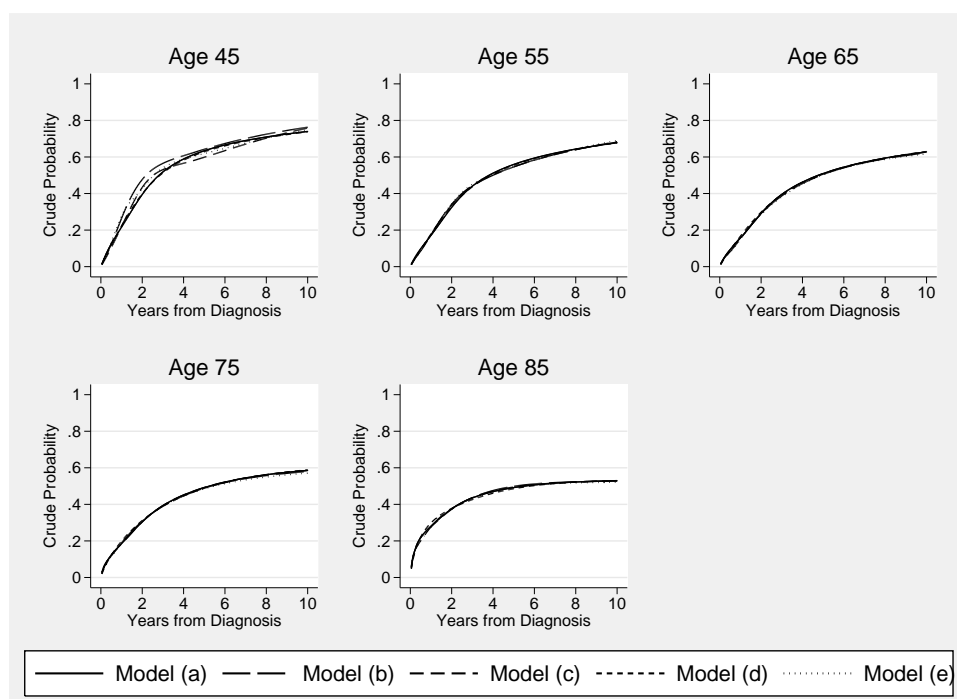 Age 45
1
.8
.6
.4
.2
0
Crude Probability
0 2 4 6 8 10
Years from Diagnosis
Age 55
1
.8
.6
.4
.2
0
Crude Probability
0 2 4 6 8 10
Years from Diagnosis
Age 65
1
.8
.6
.4
.2
0
Crude Probability
0 2 4 6 8 10
Years from Diagnosis
Age 75
1
.8
.6
.4
.2
0
Crude Probability
0 2 4 6 8 10
Years from Diagnosis
Age 85
1
.8
.6
.4
.2
0
Crude Probability
0 2 4 6 8 10
Years from Diagnosis
Model (a) Model (b) Model (c) Model (d) Model (e)